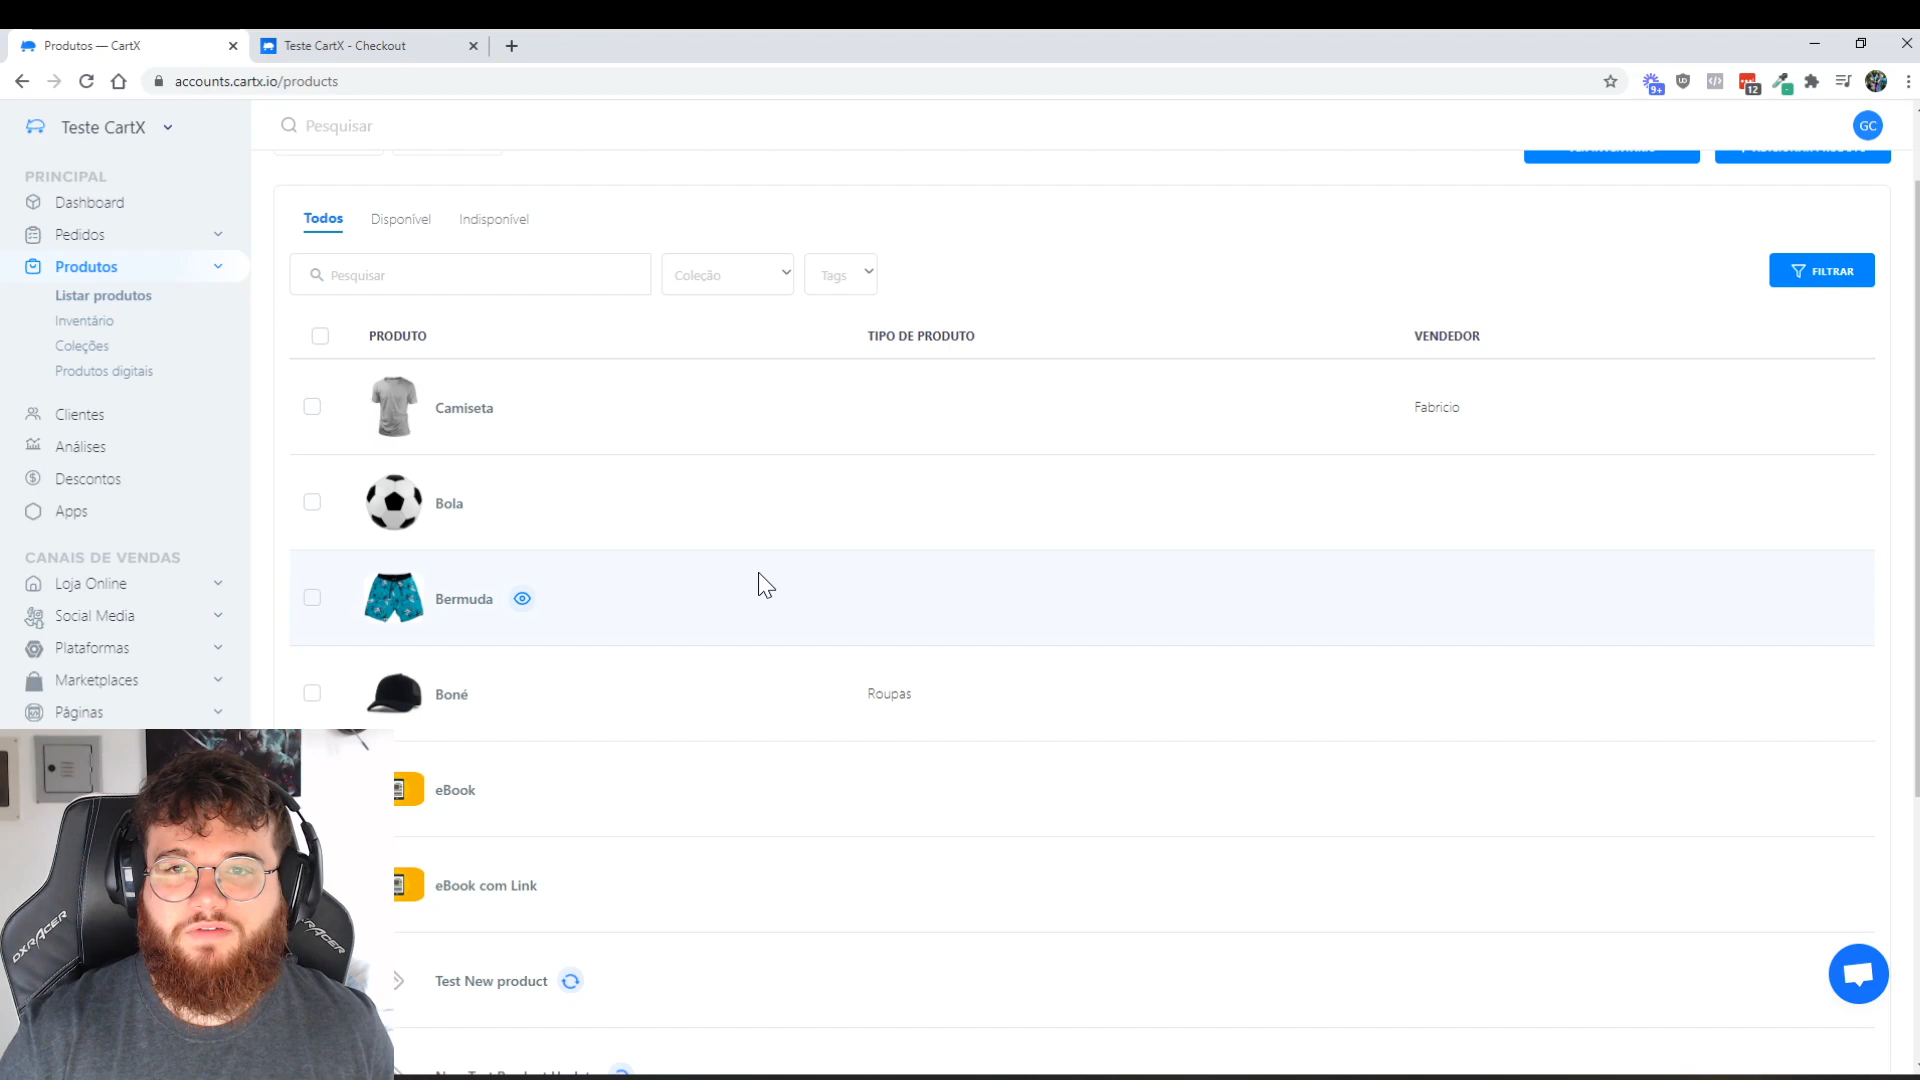 Produtos — CartX
Teste CartX - Checkout
accounts.cartx.io/products
9+
12
Teste CartX
Pesquisar
GC
PRINCIPAL
Dashboard
Pedidos
Produtos
Listar produtos
Inventário
Coleções
Produtos digitais
Clientes
Análises
Descontos
Apps
CANAIS DE VENDAS
Loja Online
Social Media
Plataformas
Marketplaces
Páginas
Todos
Disponível
Indisponível
Pesquisar
Coleção
Tags
FILTRAR
PRODUTO
TIPO DE PRODUTO
VENDEDOR
Camiseta
Fabricio
Bola
Bermuda
Boné
Roupas
eBook
eBook com Link
Test New product
DXRACER